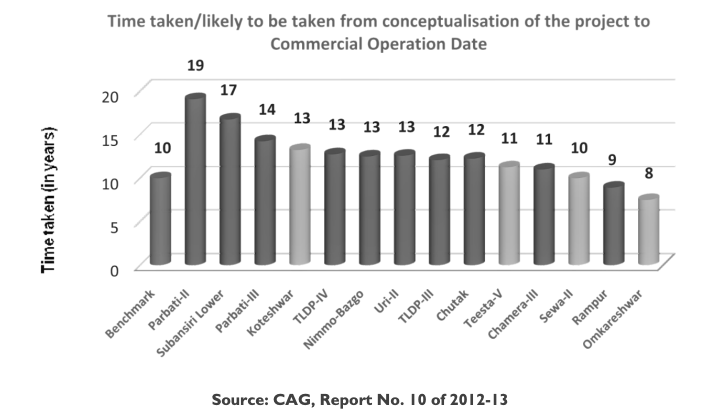 Time taken/likely to be taken from conceptualisation of the project to
Commercial Operation Date
Time taken (in years)
20
15
10
5
0
10
19
17
14
13
13
13
13
12
12
11
11
10
9
8
Benchmark
Parbati-II
Subansiri Lower
Parbati-III
Koteshwar
TLDP-IV
Nimmo-Bazgo
Uri-II
TLDP-III
Chutak
Teesta-V
Chamera-III
Sewa-II
Rampur
Omkareshwar
Source: CAG, Report No. 10 of 2012-13